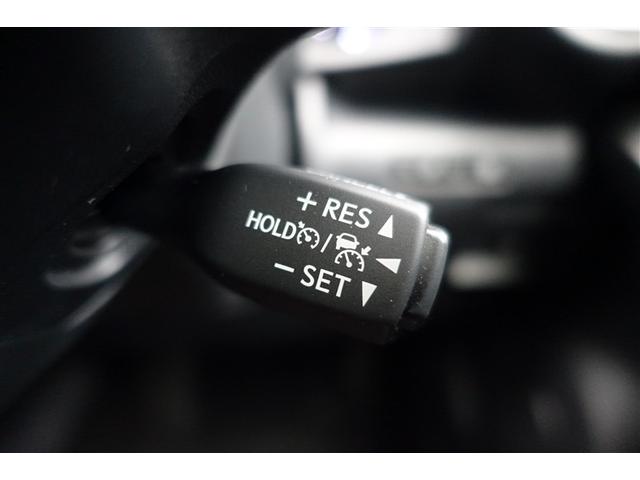 + RES
HOLD /
- SET